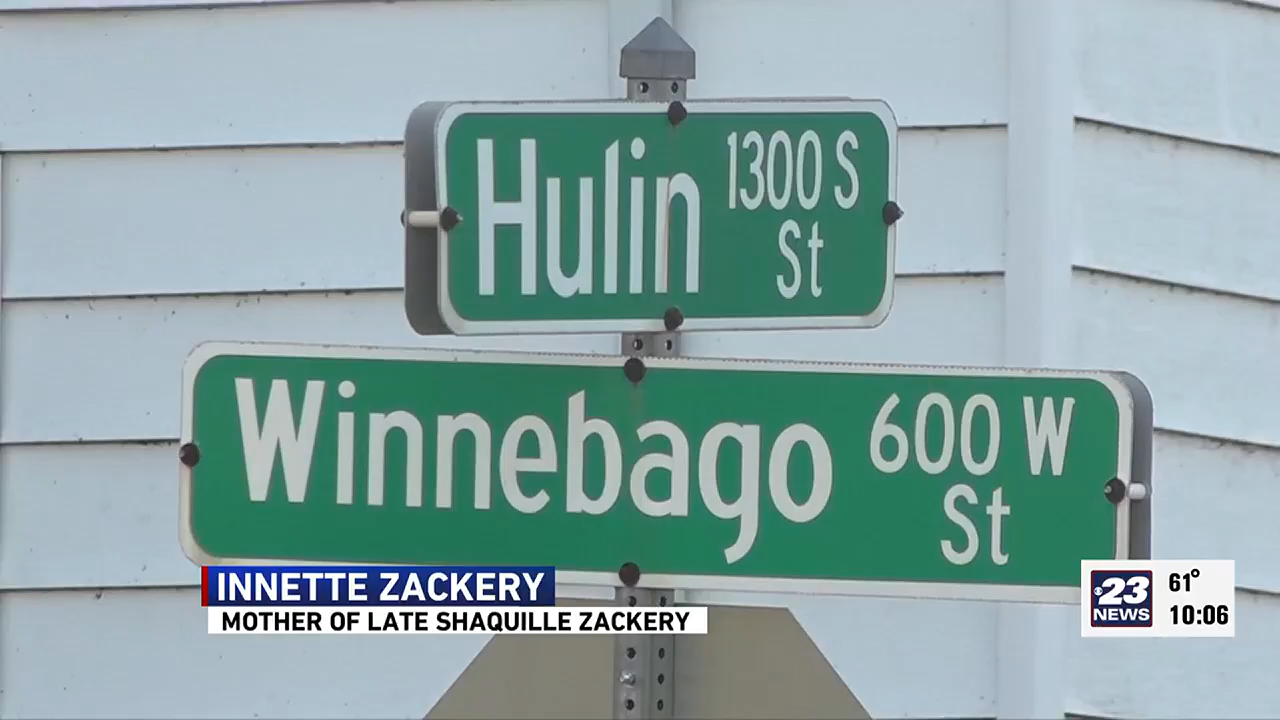 Hulin 1300 S
St
Winnebago 600 W
St
INNETTE ZACKERY
MOTHER OF LATE SHAQUILLE ZACKERY
23
NEWS
61°
10:06